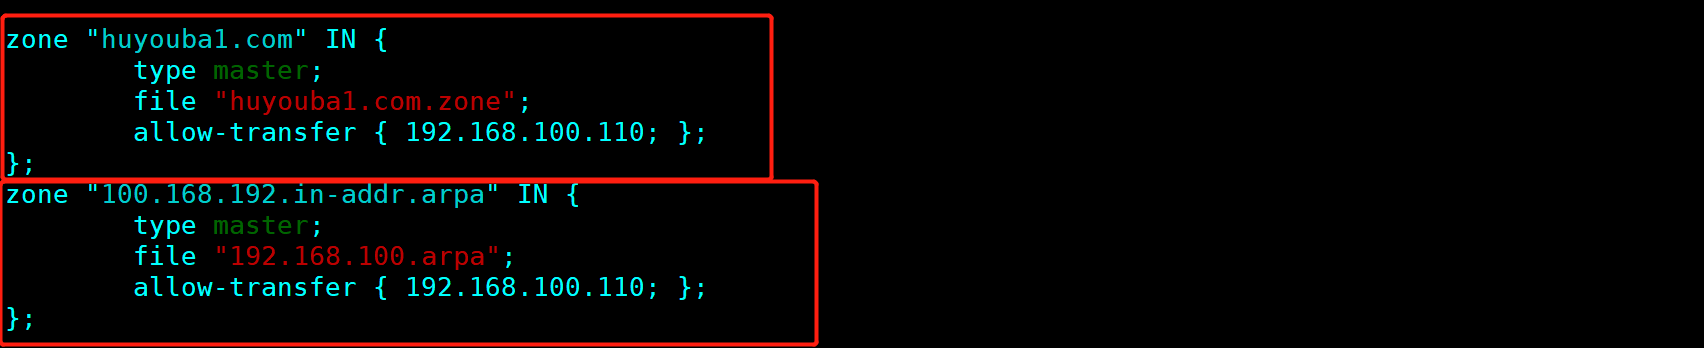 zone "huyouba1.com" IN {
        type master;
        file "huyouba1.com.zone";
        allow-transfer { 192.168.100.110; };
};
zone "100.168.192.in-addr.arpa" IN {
        type master;
        file "192.168.100.arpa";
        allow-transfer { 192.168.100.110; };
};